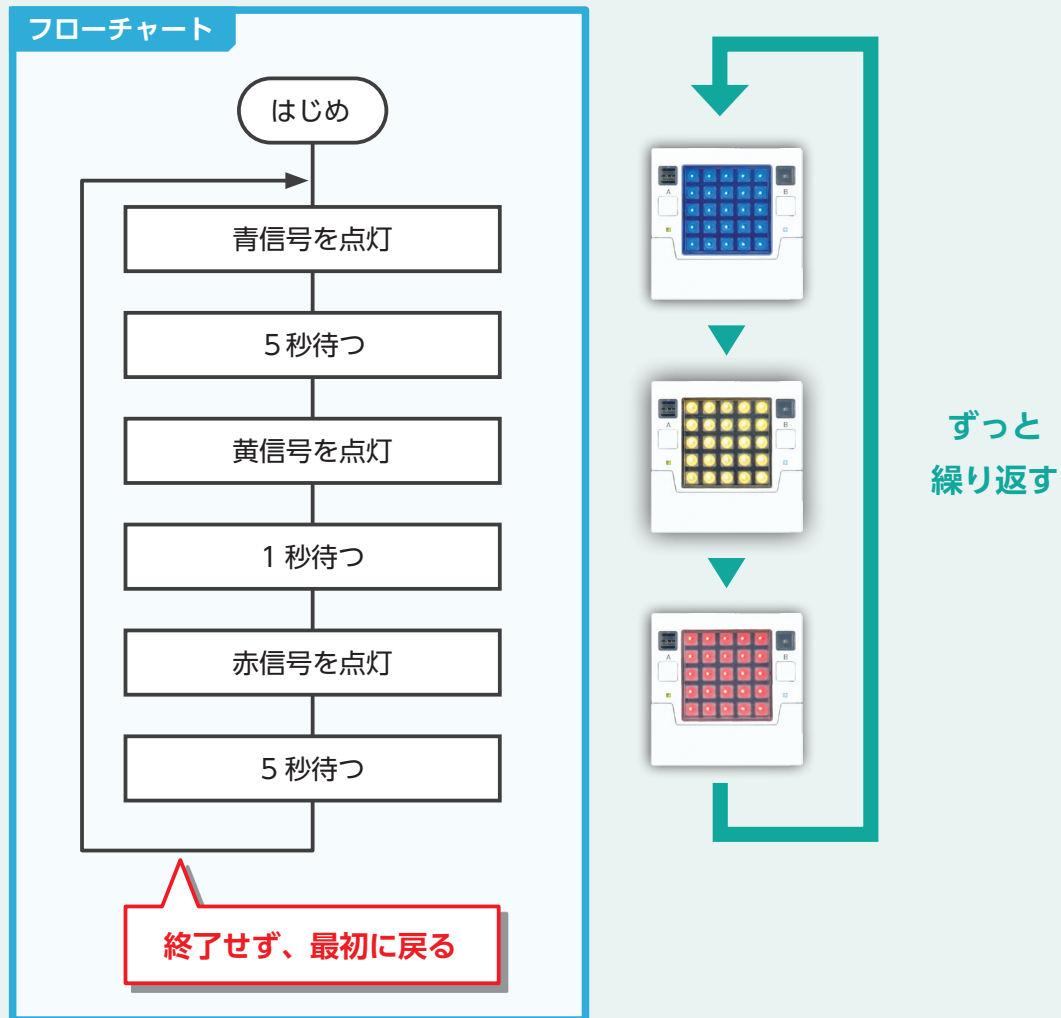 フローチャート
はじめ
青信号を点灯
5秒待つ
黄信号を点灯
1秒待つ
赤信号を点灯
5秒待つ
終了せず、最初に戻る
A
B
A
B
A
B
ずっと
繰り返す